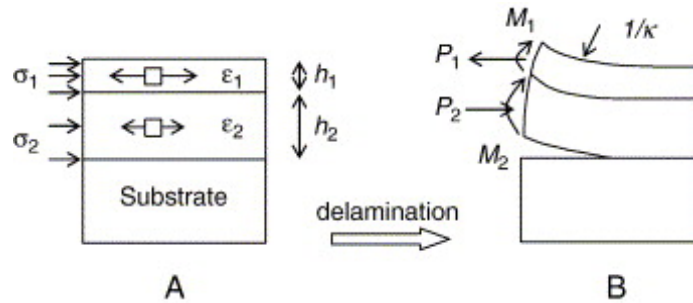 σ1
ε1
h1
σ2
ε2
h2
Substrate
A
delamination
M1
1/κ
P1
P2
M2
B